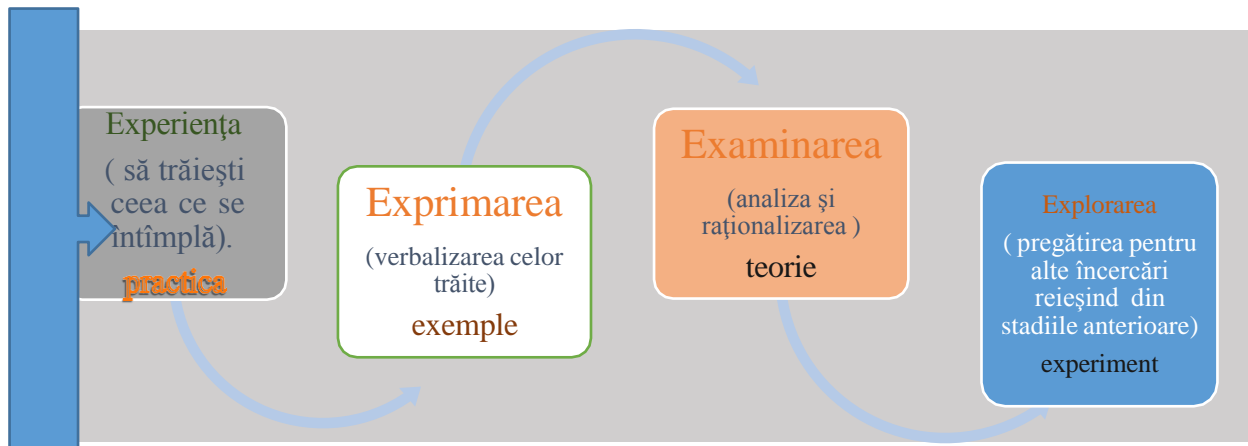 Experienţa
( să trăieşti
ceea ce se
întîmplă).
practica
Exprimarea
(verbalizarea celor
trăite)
exemple
Examinarea
(analiza şi
raţionalizarea )
teorie
Explorarea
( pregătirea pentru
alte încercări
reieşind din
stadiile anterioare)
experiment